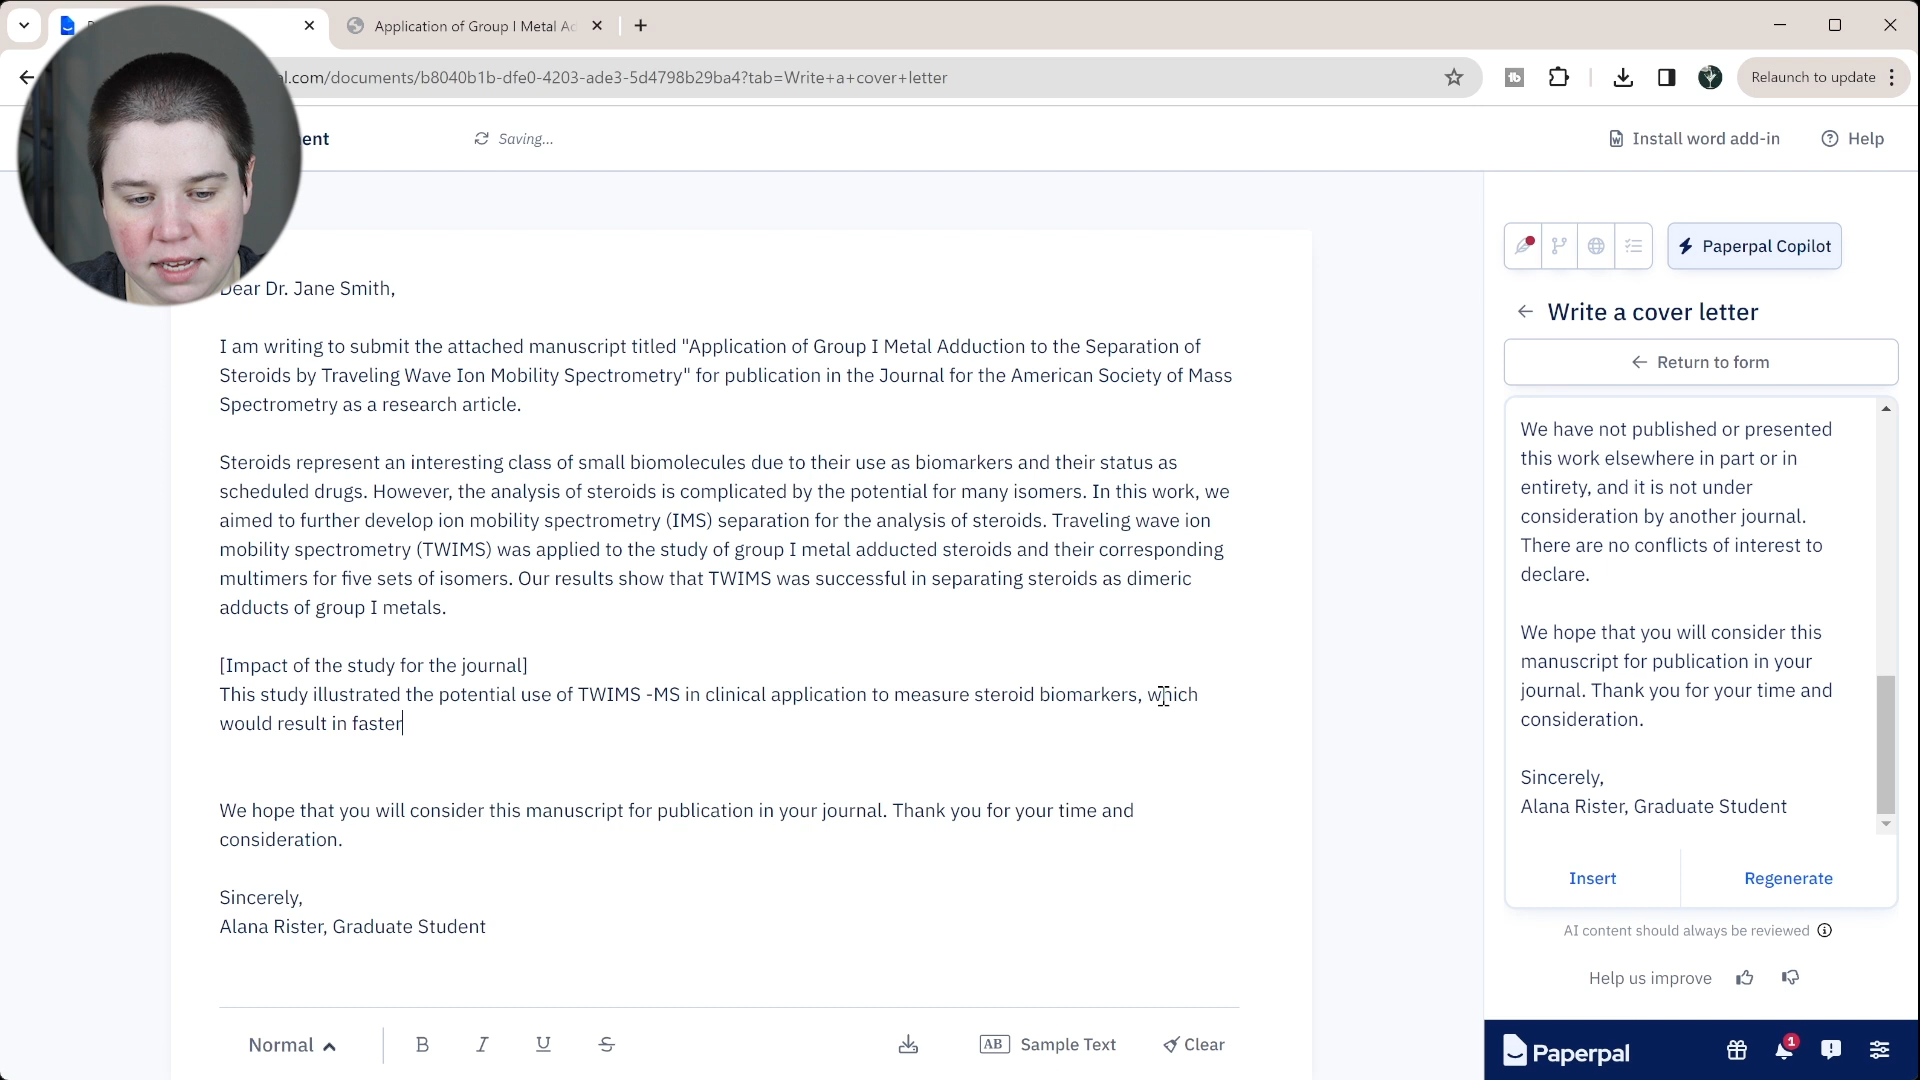 Application of Group I Metal Ad
l.com/documents/b8040b1b-dfe0-4203-ade3-5d4798b29ba4?tab=Write+a+cover+letter
Relaunch to update
ent
Saving...
Install word add-in
Help
Paperpal Copilot
Write a cover letter
Return to form
Dear Dr. Jane Smith,
I am writing to submit the attached manuscript titled "Application of Group I Metal Adduction to the Separation of
Steroids by Traveling Wave Ion Mobility Spectrometry" for publication in the Journal for the American Society of Mass
Spectrometry as a research article.
Steroids represent an interesting class of small biomolecules due to their use as biomarkers and their status as
scheduled drugs. However, the analysis of steroids is complicated by the potential for many isomers. In this work, we
aimed to further develop ion mobility spectrometry (IMS) separation for the analysis of steroids. Traveling wave ion
mobility spectrometry (TWIMS) was applied to the study of group I metal adducted steroids and their corresponding
multimers for five sets of isomers. Our results show that TWIMS was successful in separating steroids as dimeric
adducts of group I metals.
[Impact of the study for the journal]
This study illustrated the potential use of TWIMS -MS in clinical application to measure steroid biomarkers, which
would result in faster
We hope that you will consider this manuscript for publication in your journal. Thank you for your time and
consideration.
Sincerely,
Alana Rister, Graduate Student
Normal
B
I
U
S
AB
Sample Text
Clear
We have not published or presented
this work elsewhere in part or in
entirety, and it is not under
consideration by another journal.
There are no conflicts of interest to
declare.
We hope that you will consider this
manuscript for publication in your
journal. Thank you for your time and
consideration.
Sincerely,
Alana Rister, Graduate Student
Insert
Regenerate
AI content should always be reviewed
Help us improve
Paperpal
1